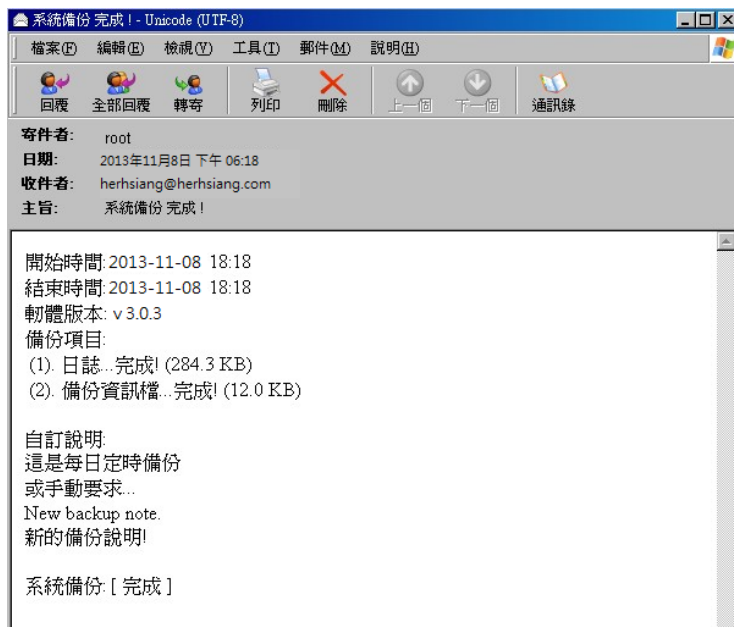 系統備份 完成 ! - Unicode (UTF-8)
檔案(F) 編輯(E) 檢視(V) 工具(T) 郵件(M) 說明(H)
回覆 全部回覆 轉寄 列印 刪除 上一個 下一個 通訊錄
寄件者: root
日期: 2013年11月8日 下午 06:18
收件者: herhsiang@herhsiang.com
主旨: 系統備份 完成 !
開始時間: 2013-11-08 18:18
結束時間: 2013-11-08 18:18
軔體版本: v 3.0.3
備份項目:
(1). 日誌...完成! (284.3 KB)
(2). 備份資訊檔...完成! (12.0 KB)
自訂說明:
這是每日定時備份
或手動要求...
New backup note.
新的備份說明!
系統備份: [ 完成 ]